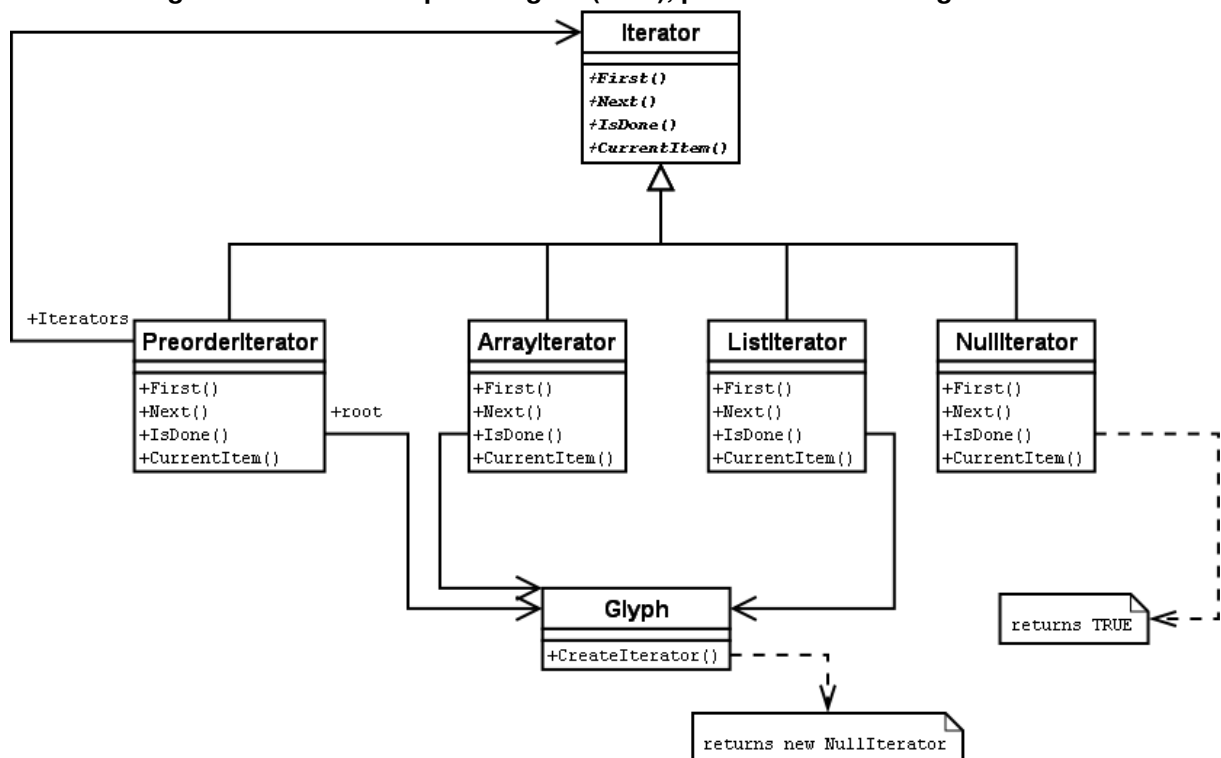 Iterator
+First()
+Next()
+IsDone()
+CurrentItem()
+Iterators
PreorderIterator
+First()
+Next()
+IsDone()
+CurrentItem()
+root
ArrayIterator
+First()
+Next()
+IsDone()
+CurrentItem()
ListIterator
+First()
+Next()
+IsDone()
+CurrentItem()
NullIterator
+First()
+Next()
+IsDone()
+CurrentItem()
Glyph
+CreateIterator()
returns TRUE
returns new NullIterator